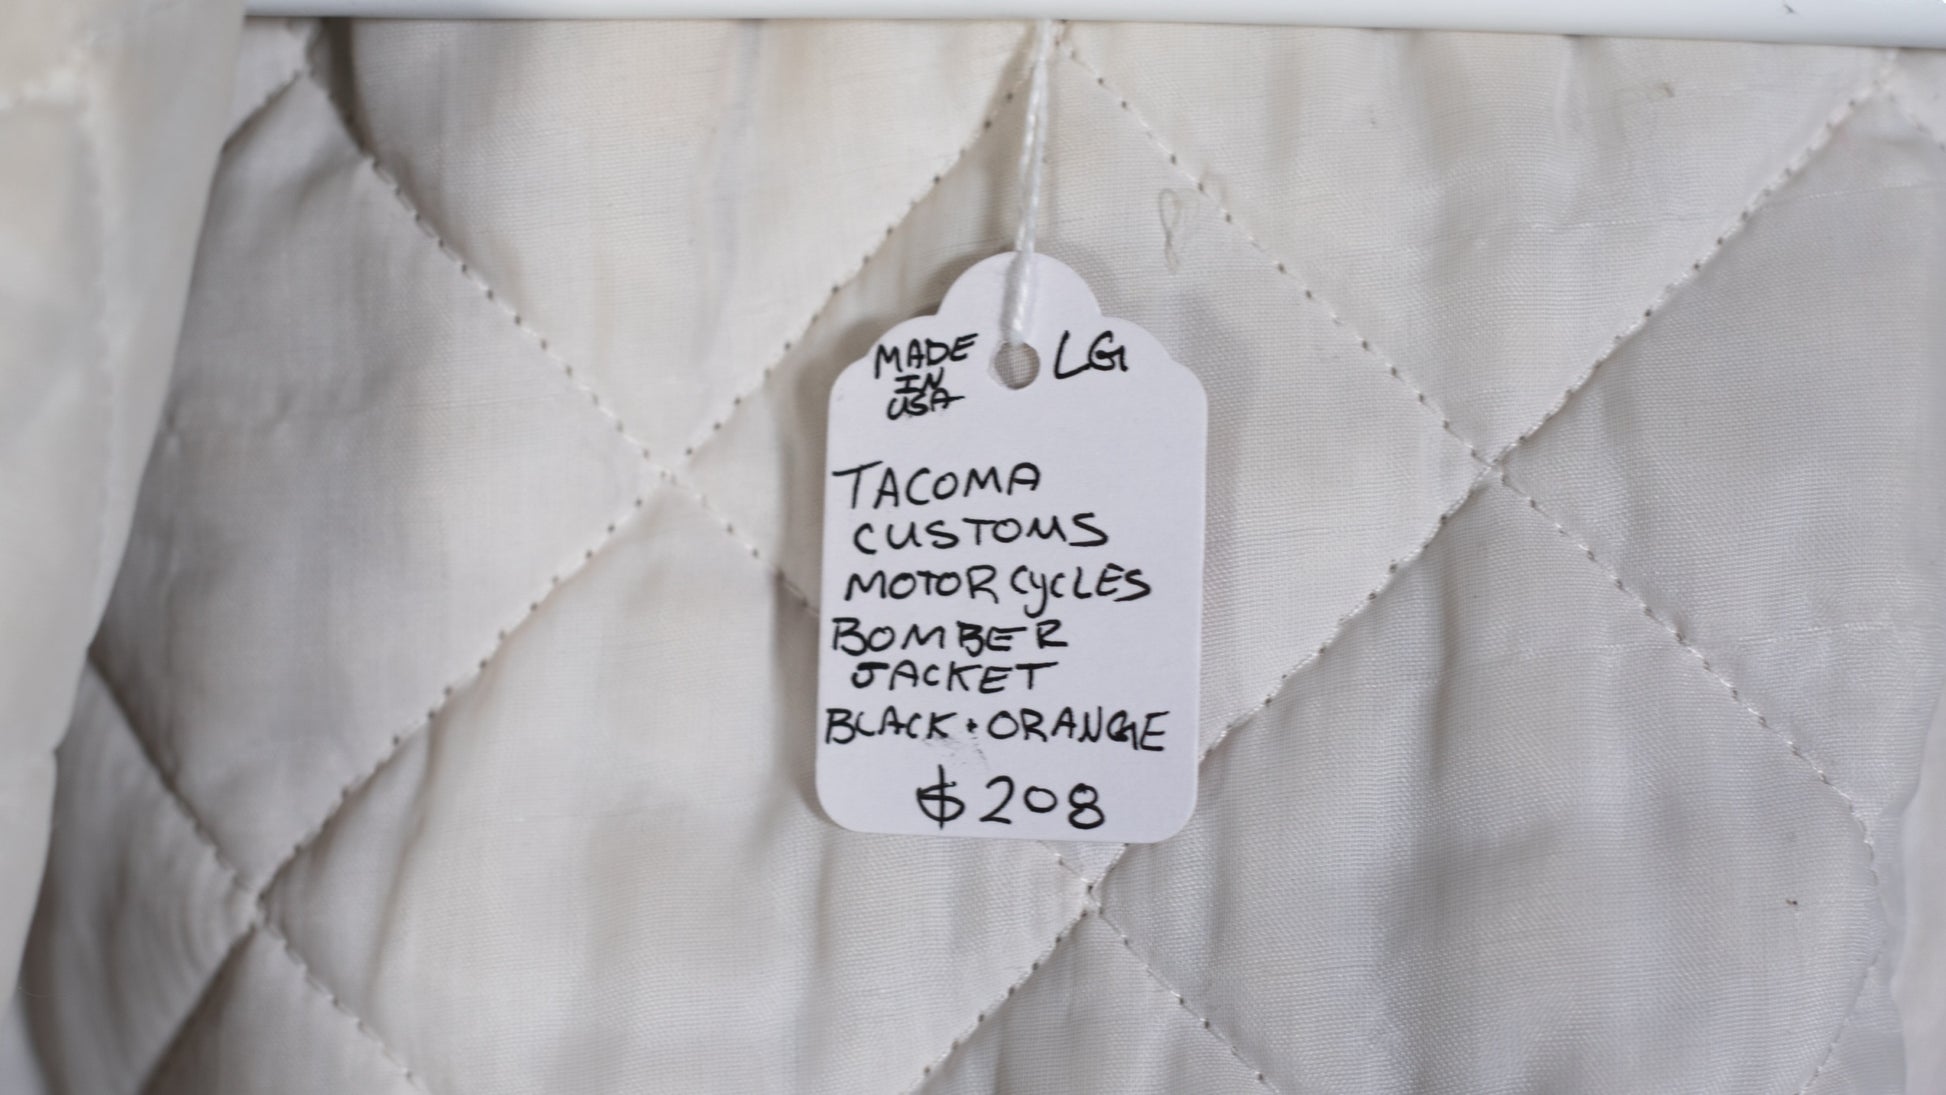 MADE
IN
USA
LG
TACOMA
CUSTOMS
MOTORCYCLES
BOMBER
JACKET
BLACK • ORANGE
$208